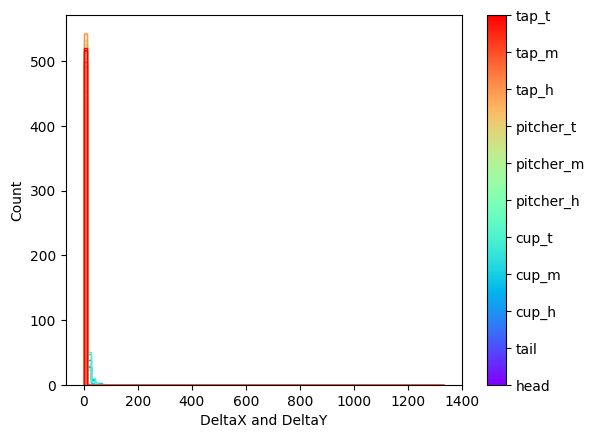 500
400
300
200
100
0
Count
0 200 400 600 800 1000 1200 1400
DeltaX and DeltaY
tap_t
tap_m
tap_h
pitcher_t
pitcher_m
pitcher_h
cup_t
cup_m
cup_h
tail
head